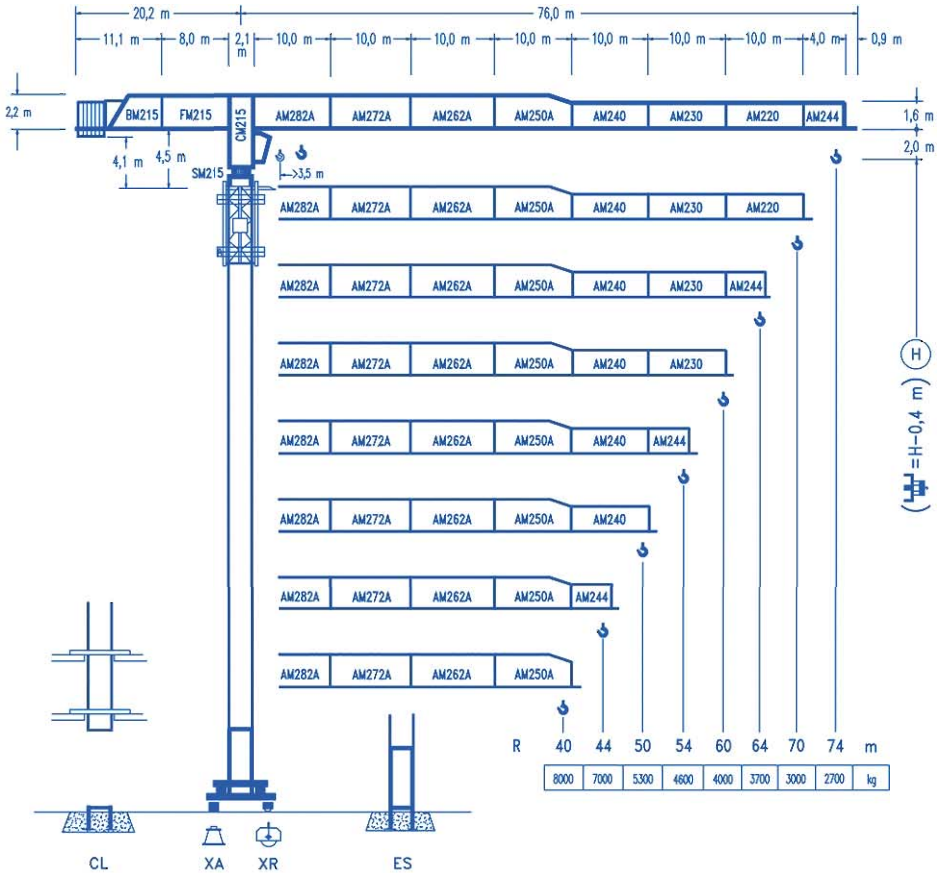 20,2 m 76,0 m
11,1 m 8,0 m 2,1 10,0 m 10,0 m 10,0 m 10,0 m 10,0 m 10,0 m 10,0 m 4,0 m 0,9 m
2,2 m BM215 FM215 CM215 AM282A AM272A AM262A AM250A AM240 AM230 AM220 AM244 1,6 m
4,1 m 4,5 m 2,0 m
SM215 >3,5 m
AM282A AM272A AM262A AM250A AM240 AM230 AM220
AM282A AM272A AM262A AM250A AM240 AM230 AM244
AM282A AM272A AM262A AM250A AM240 AM230
H
( =H-0,4 m)
AM282A AM272A AM262A AM250A AM240 AM244
AM282A AM272A AM262A AM250A AM240
AM282A AM272A AM262A AM250A AM244
AM282A AM272A AM262A AM250A
R 40 44 50 54 60 64 70 74 m
8000 7000 5300 4600 4000 3700 3000 2700 kg
CL XA XR ES